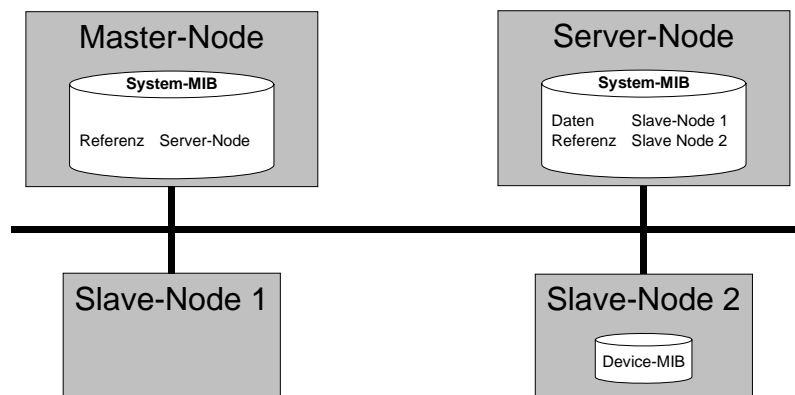 Master-Node
System-MIB
Referenz Server-Node
Server-Node
System-MIB
Daten Slave-Node 1
Referenz Slave Node 2
Slave-Node 1
Slave-Node 2
Device-MIB